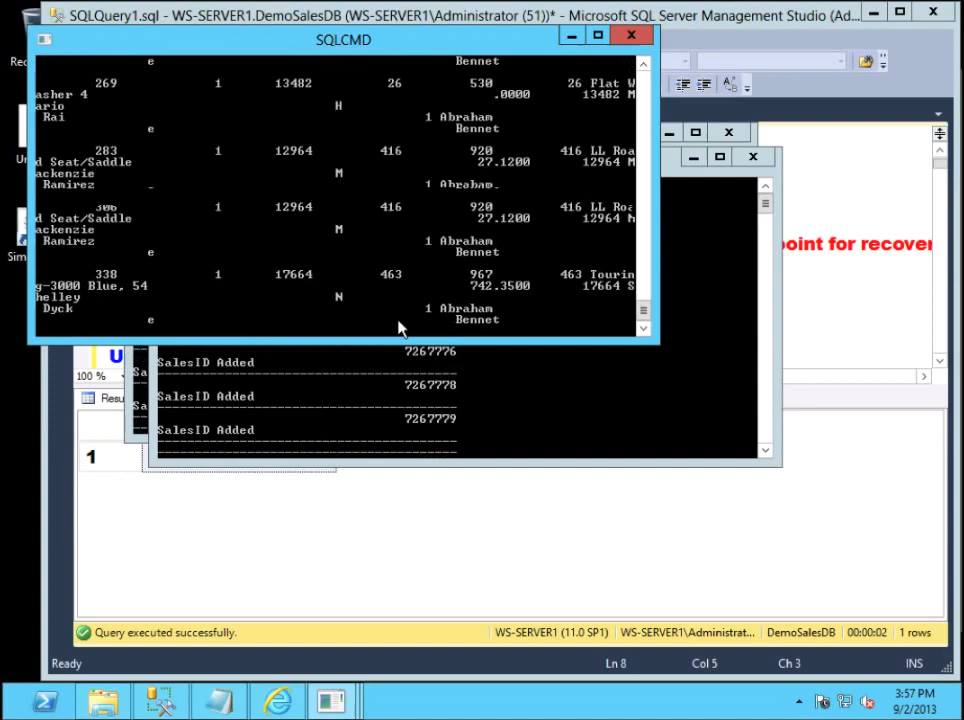 SQLQuery1.sql - WS-SERVER1.DemoSalesDB (WS-SERVER1\Administrator (51))* - Microsoft SQL Server Management Studio (Ad...
SQLCMD
e Bennet
269 1 13482 26 530 26 Flat W
asher 4 .0000 13482 M
ario H
Rai 1 Abraham
e Bennet
283 1 12964 416 920 416 LL Roa
d Seat/Saddle 27.1200 12964 M
ackenzie M
Ramirez 1 Abraham
306 1 12964 416 920 416 LL Roa
d Seat/Saddle 27.1200 12964 M
ackenzie M
Ramirez 1 Abraham
e Bennet
338 1 17664 463 967 463 Tourin
g-3000 Blue, 54 742.3500 17664 S
helley N
Dyck 1 Abraham
e Bennet
point for recover
U
100 %
Sa
Sa
Resu
7267776
SalesID Added
7267778
SalesID Added
7267779
SalesID Added
1
Query executed successfully.
WS-SERVER1 (11.0 SP1)
WS-SERVER1\Administrat...
DemoSalesDB
00:00:02
1 rows
Ready
Ln 8
Col 5
Ch 3
INS
Rec
Un
Sim
3:57 PM
9/2/2013